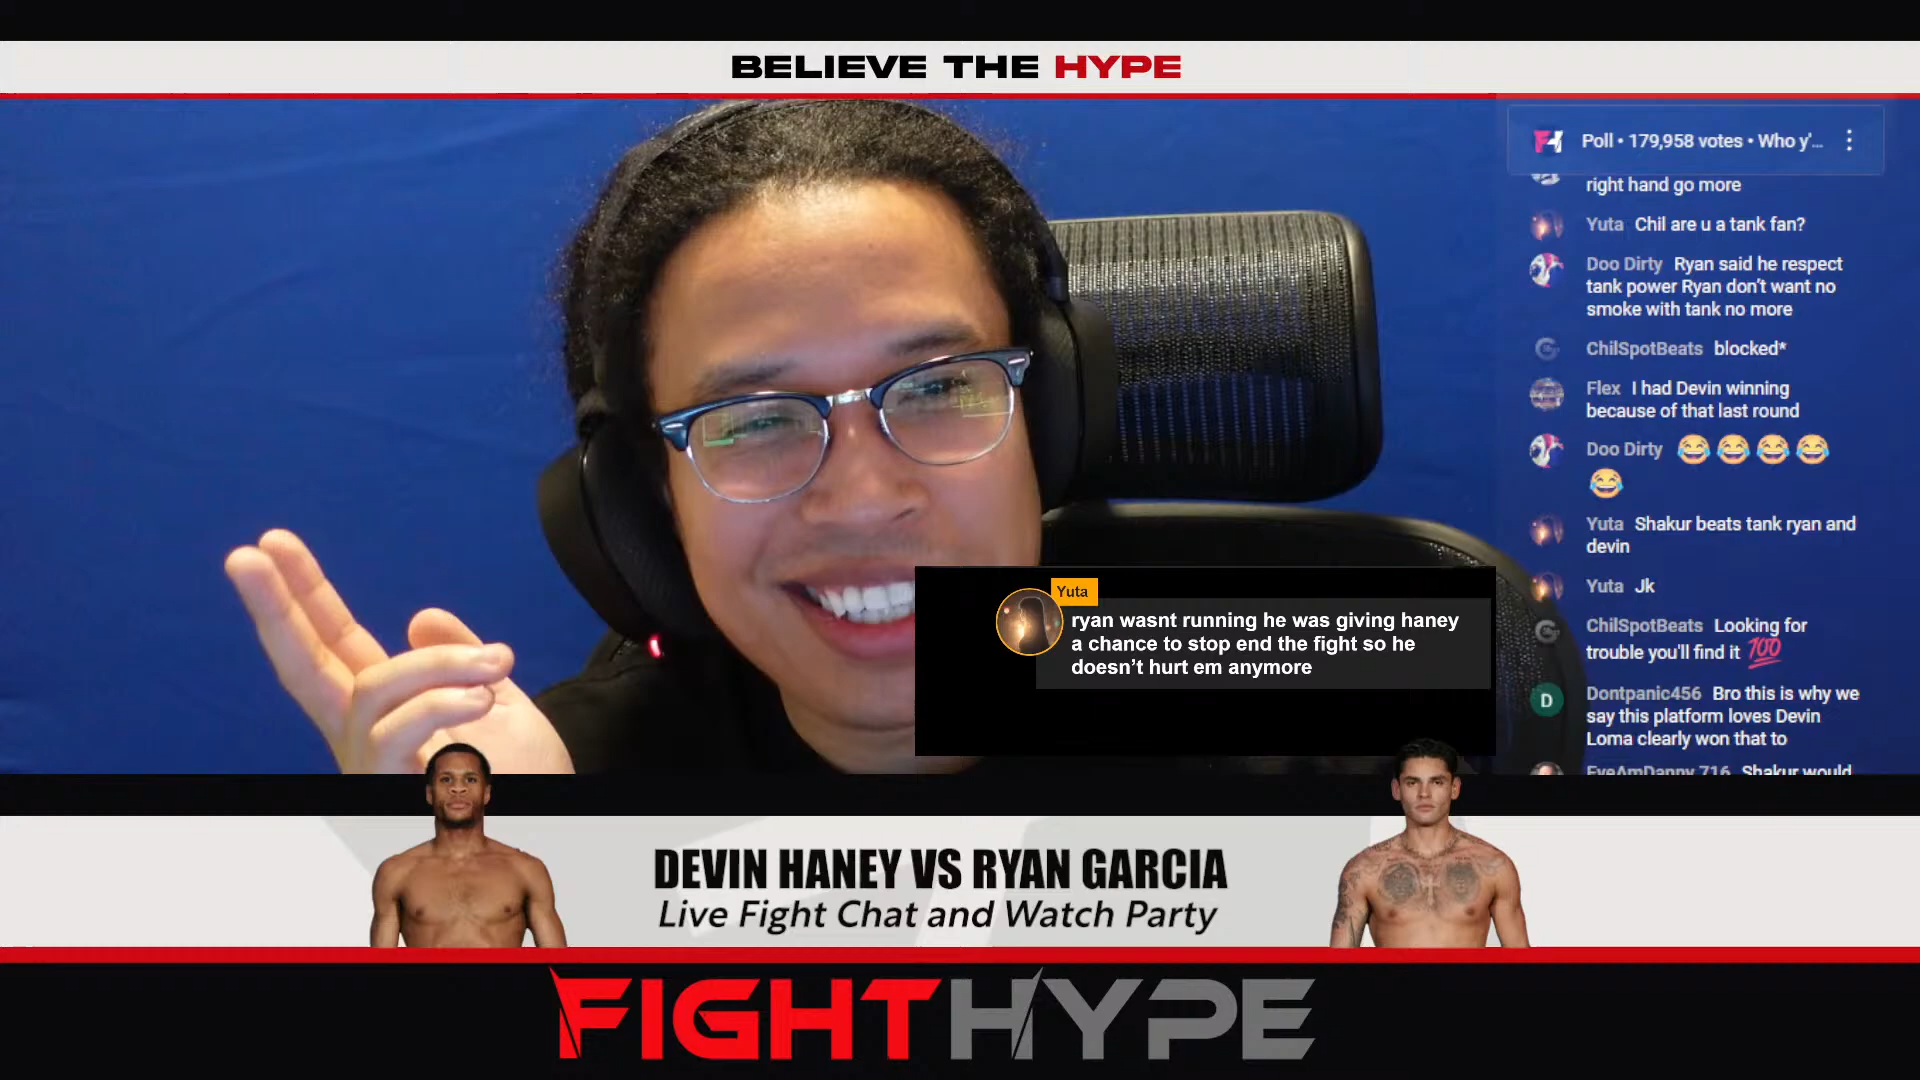 BELIEVE THE HYPE
Poll • 179,958 votes • Who y'...
right hand go more
Yuta Chil are u a tank fan?
Doo Dirty Ryan said he respect
tank power Ryan don't want no
smoke with tank no more
ChilSpotBeats blocked*
Flex I had Devin winning
because of that last round
Doo Dirty 😂😂😂😂
😂
Yuta Shakur beats tank ryan and
devin
Yuta Jk
ChilSpotBeats Looking for
trouble you'll find it 💯
D
Dontpanic456 Bro this is why we
say this platform loves Devin
Loma clearly won that to
EyeAmDanny 716 Shakur would
Yuta
ryan wasnt running he was giving haney
a chance to stop end the fight so he
doesn't hurt em anymore
DEVIN HANEY VS RYAN GARCIA
Live Fight Chat and Watch Party
FIGHTHYPE